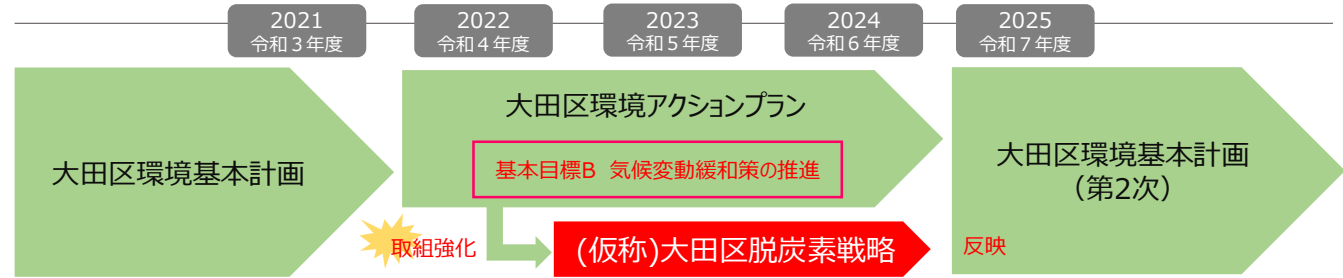 2021
令和３年度
2022
令和４年度
2023
令和５年度
2024
令和６年度
2025
令和７年度
大田区環境基本計画
大田区環境アクションプラン
基本目標B 気候変動緩和策の推進
取組強化
(仮称)大田区脱炭素戦略
大田区環境基本計画
（第2次）
反映